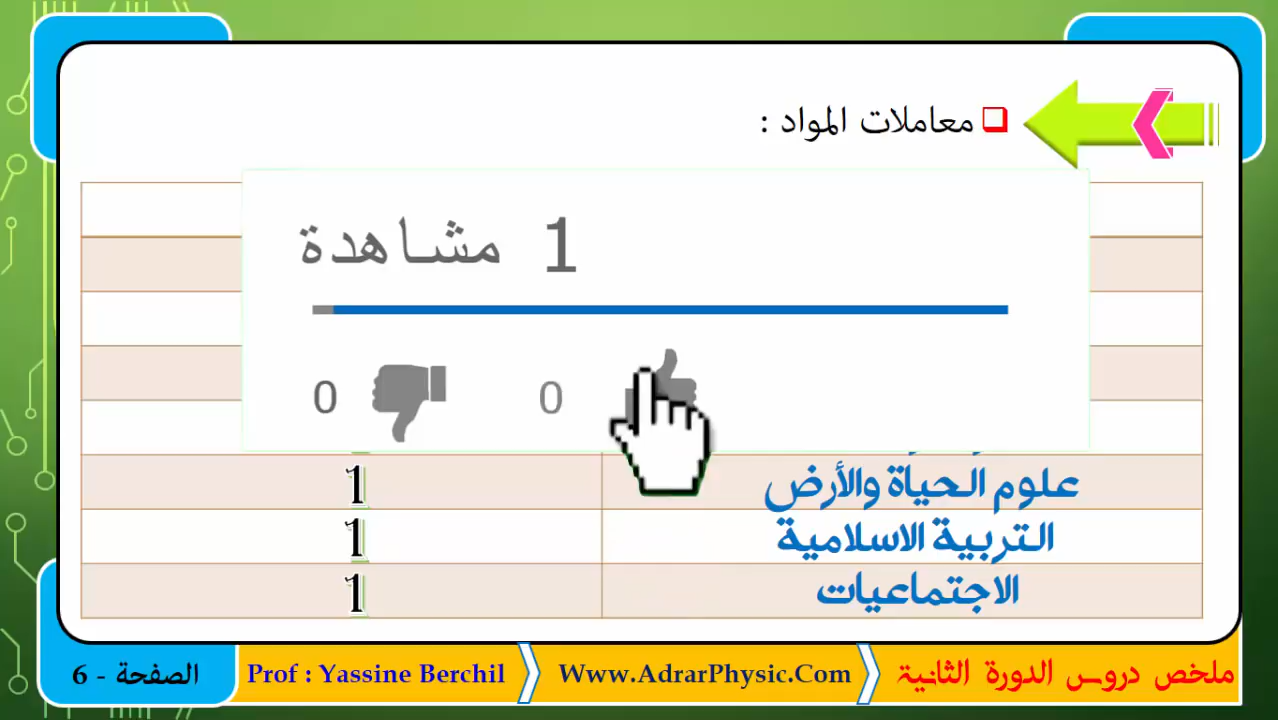 معاملات المواد :
1 مشاهدة
0 0
علوم الحياة والأرض 1
التربية الاسلامية 1
الاجتماعيات 1
ملخص دروس الدورة الثانية Www.AdrarPhysic.Com Prof : Yassine Berchil الصفحة - 6